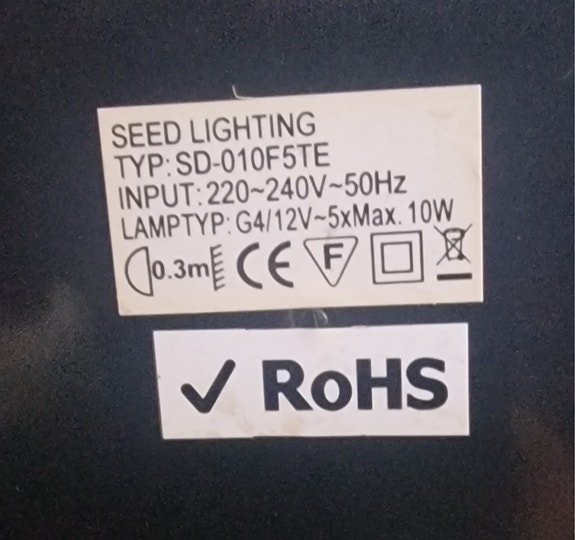 SEED LIGHTING
TYP: SD-010F5TE
INPUT: 220~240V~50Hz
LAMPTYP: G4/12V~5xMax. 10W
0.3m CE F
✓ RoHS